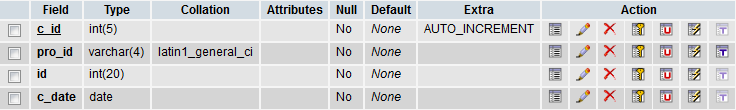 Field Type Collation Attributes Null Default Extra Action
c_id int(5) No None AUTO_INCREMENT
pro_id varchar(4) latin1_general_ci No None
id int(20) No None
c_date date No None